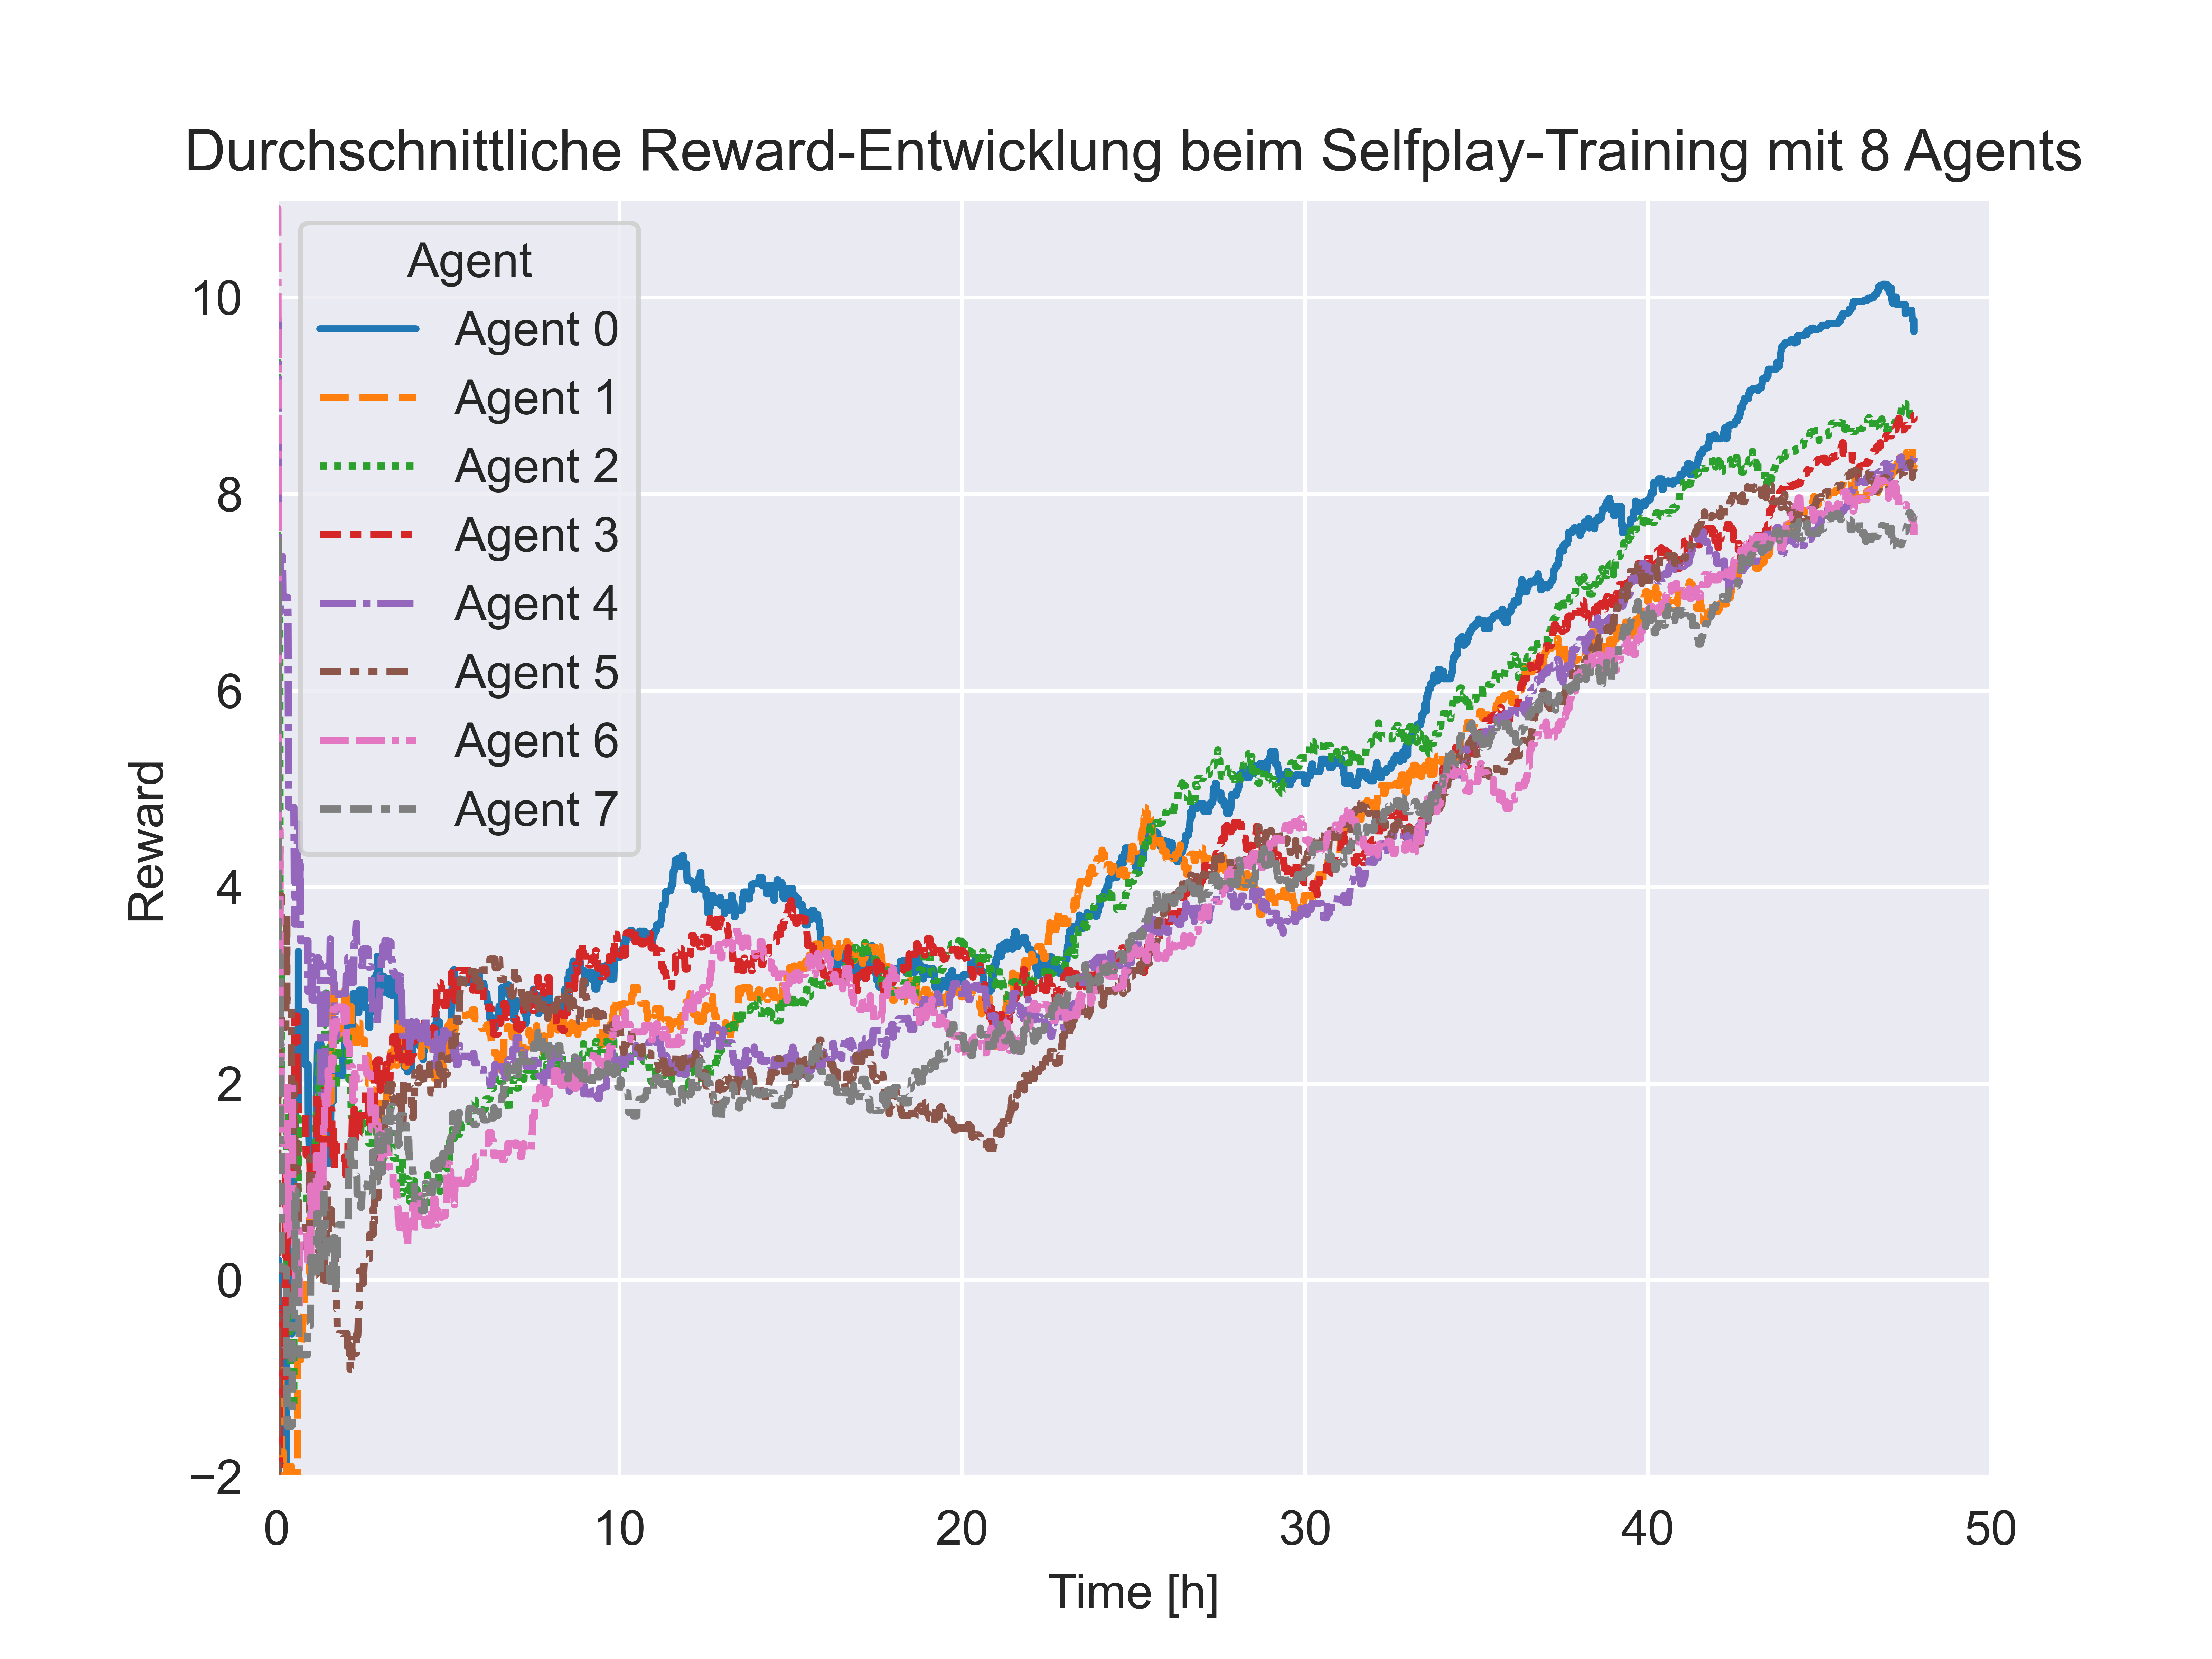 Durchschnittliche Reward-Entwicklung beim Selfplay-Training mit 8 Agents
Agent
Agent 0
Agent 1
Agent 2
Agent 3
Agent 4
Agent 5
Agent 6
Agent 7
Reward
10
8
6
4
2
0
−2
0 10 20 30 40 50
Time [h]